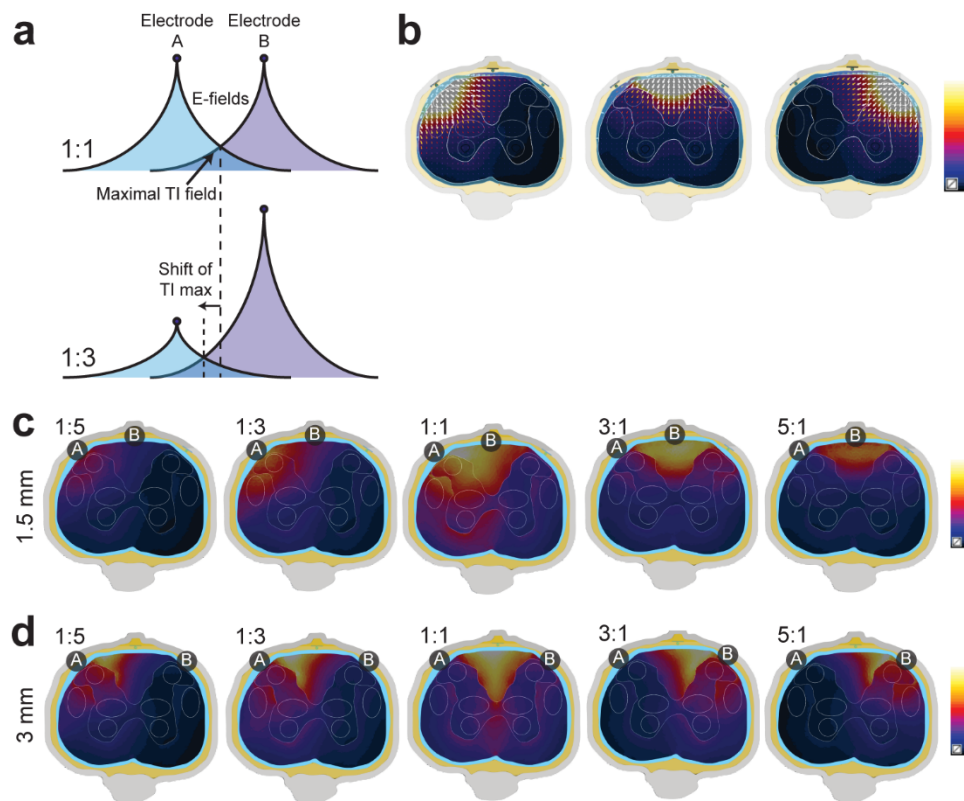 a
Electrode
A
Electrode
B
E-fields
1:1
Maximal TI field
Shift of
TI max
1:3
b
c
1:5
1:3
1:1
3:1
5:1
A
B
A
B
A
B
B
B
1.5 mm
d
1:5
1:3
1:1
3:1
5:1
A
B
A
B
A
B
A
B
A
B
3 mm